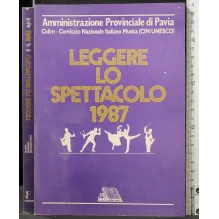 Amministrazione Provinciale di Pavia
Cidim - Comitato Nazionale Italiano Musica (CIM/UNESCO)
LEGGERE
LO
SPETTACOLO
1987